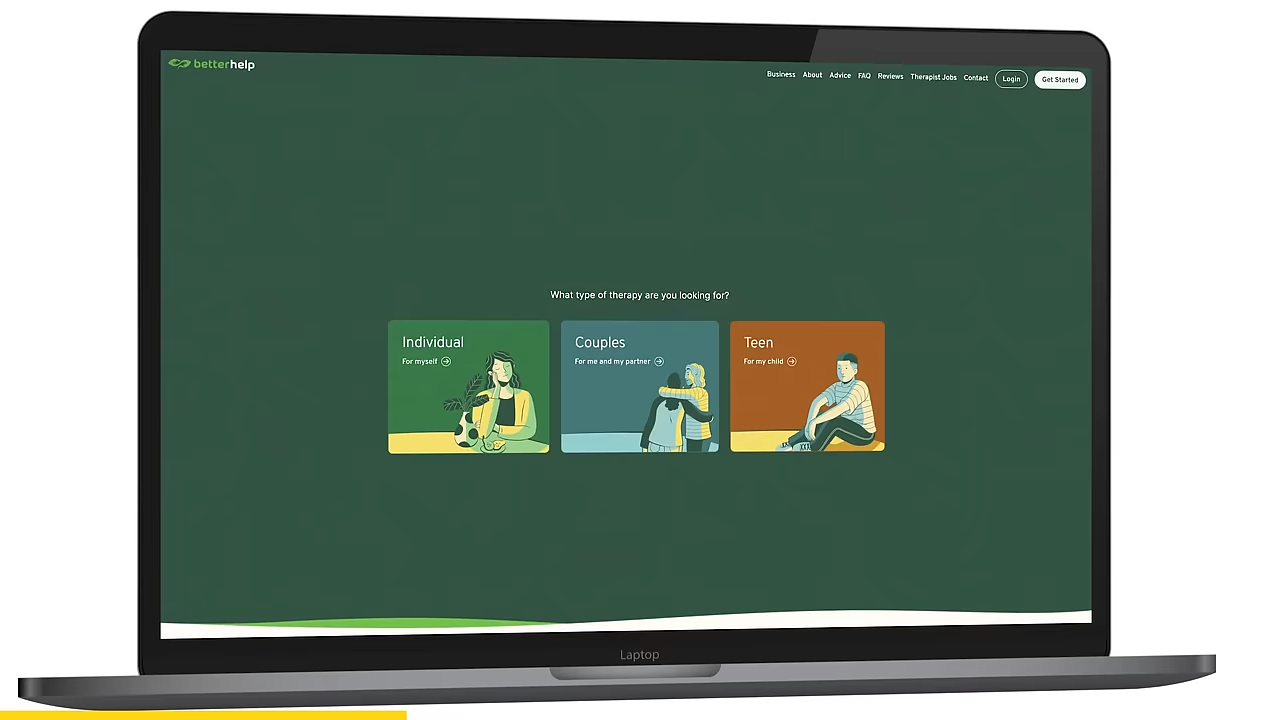 betterhelp
Business About Advice FAQ Reviews Therapist Jobs Contact Login Get Started
What type of therapy are you looking for?
Individual
For myself
Couples
For me and my partner
Teen
For my child
Laptop